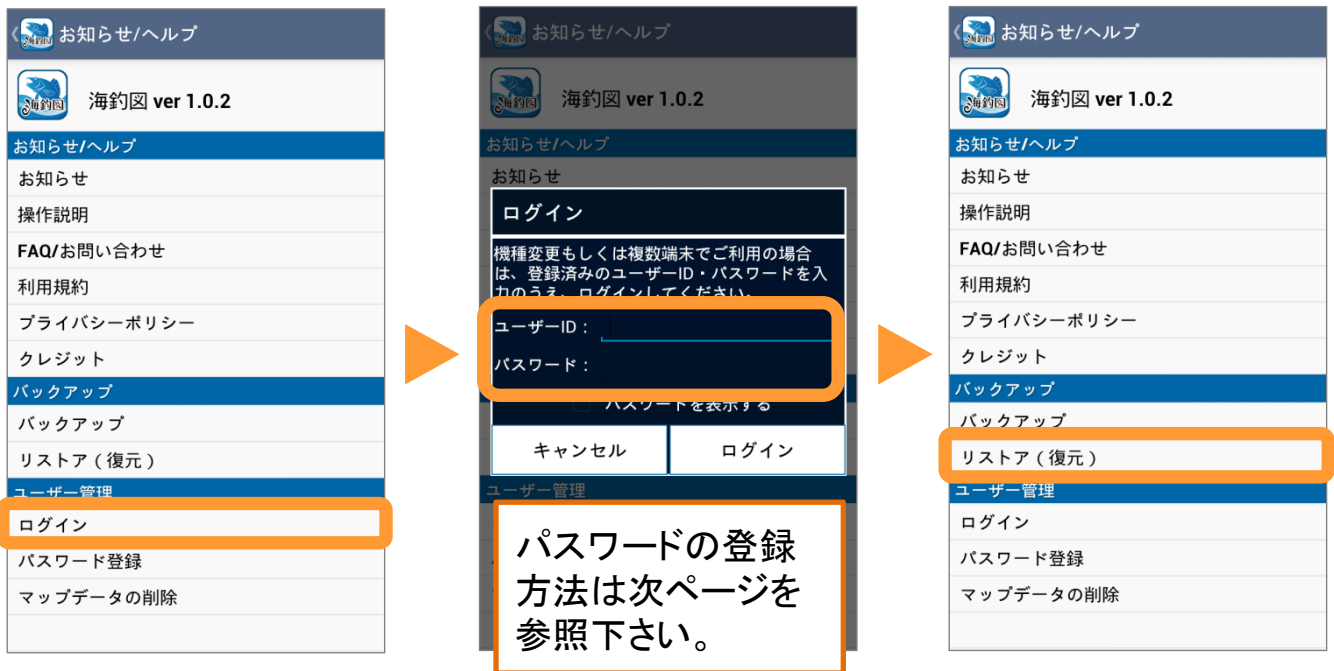 お知らせ/ヘルプ
海釣図 ver 1.0.2
お知らせ/ヘルプ
お知らせ
操作説明
FAQ/お問い合わせ
利用規約
プライバシーポリシー
クレジット
バックアップ
バックアップ
リストア ( 復元 )
ユーザー管理
ログイン
パスワード登録
マップデータの削除
お知らせ/ヘルプ
海釣図 ver 1.0.2
お知らせ/ヘルプ
お知らせ
ログイン
機種変更もしくは複数端末でご利用の場合
は、登録済みのユーザーID・パスワードを入
力のうえ、ログインしてください。
ユーザーID :
パスワード :
パスワードを表示する
キャンセル ログイン
ユーザー管理
パスワードの登録
方法は次ページを
参照下さい。
お知らせ/ヘルプ
海釣図 ver 1.0.2
お知らせ/ヘルプ
お知らせ
操作説明
FAQ/お問い合わせ
利用規約
プライバシーポリシー
クレジット
バックアップ
バックアップ
リストア ( 復元 )
ユーザー管理
ログイン
パスワード登録
マップデータの削除